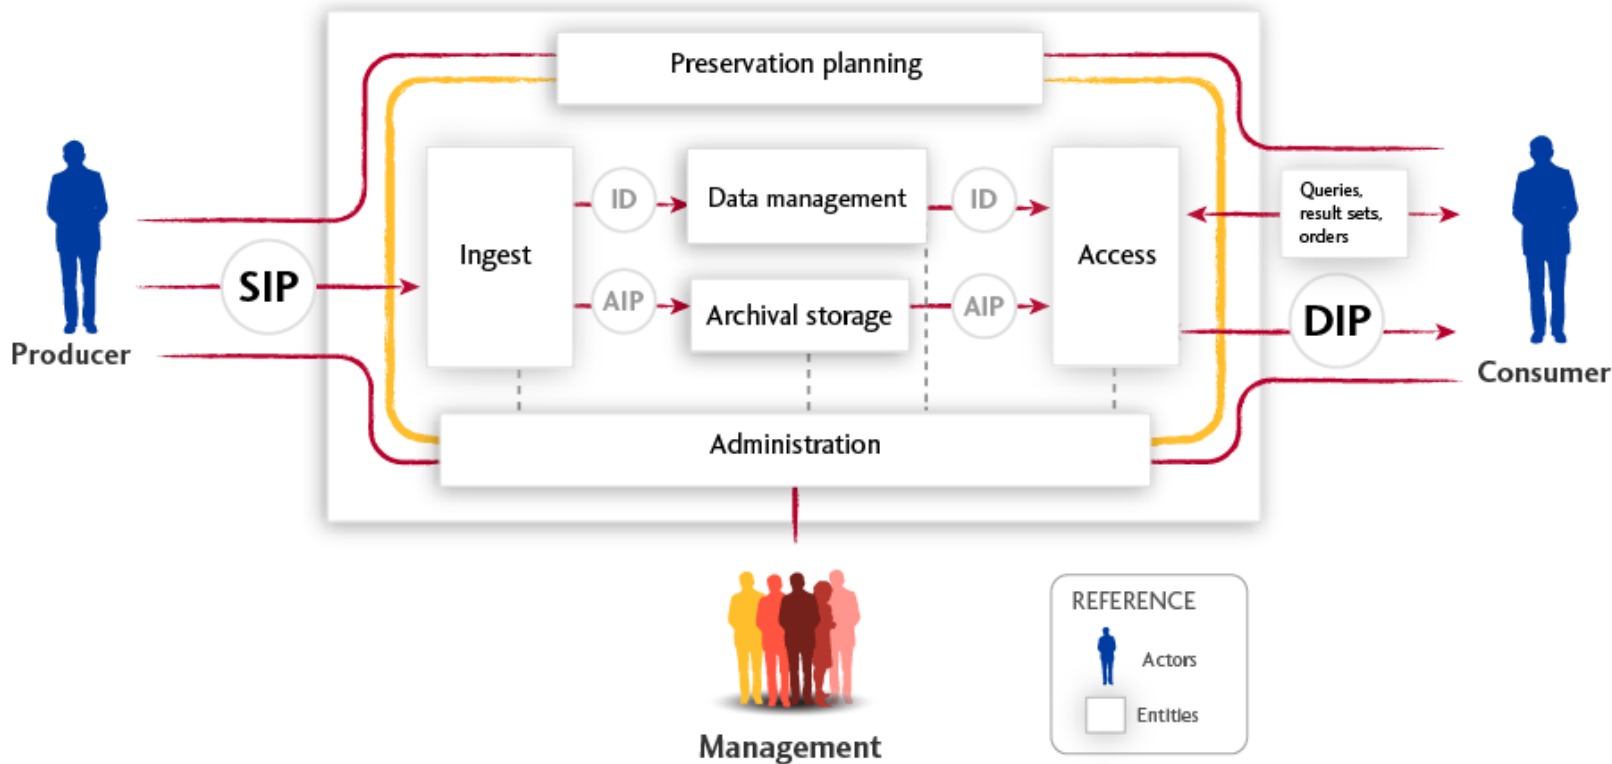 Preservation planning
ID
Data management
ID
Queries,
result sets,
orders
Ingest
Access
SIP
AIP
Archival storage
AIP
DIP
Producer
Consumer
Administration
REFERENCE
Actors
Entities
Management